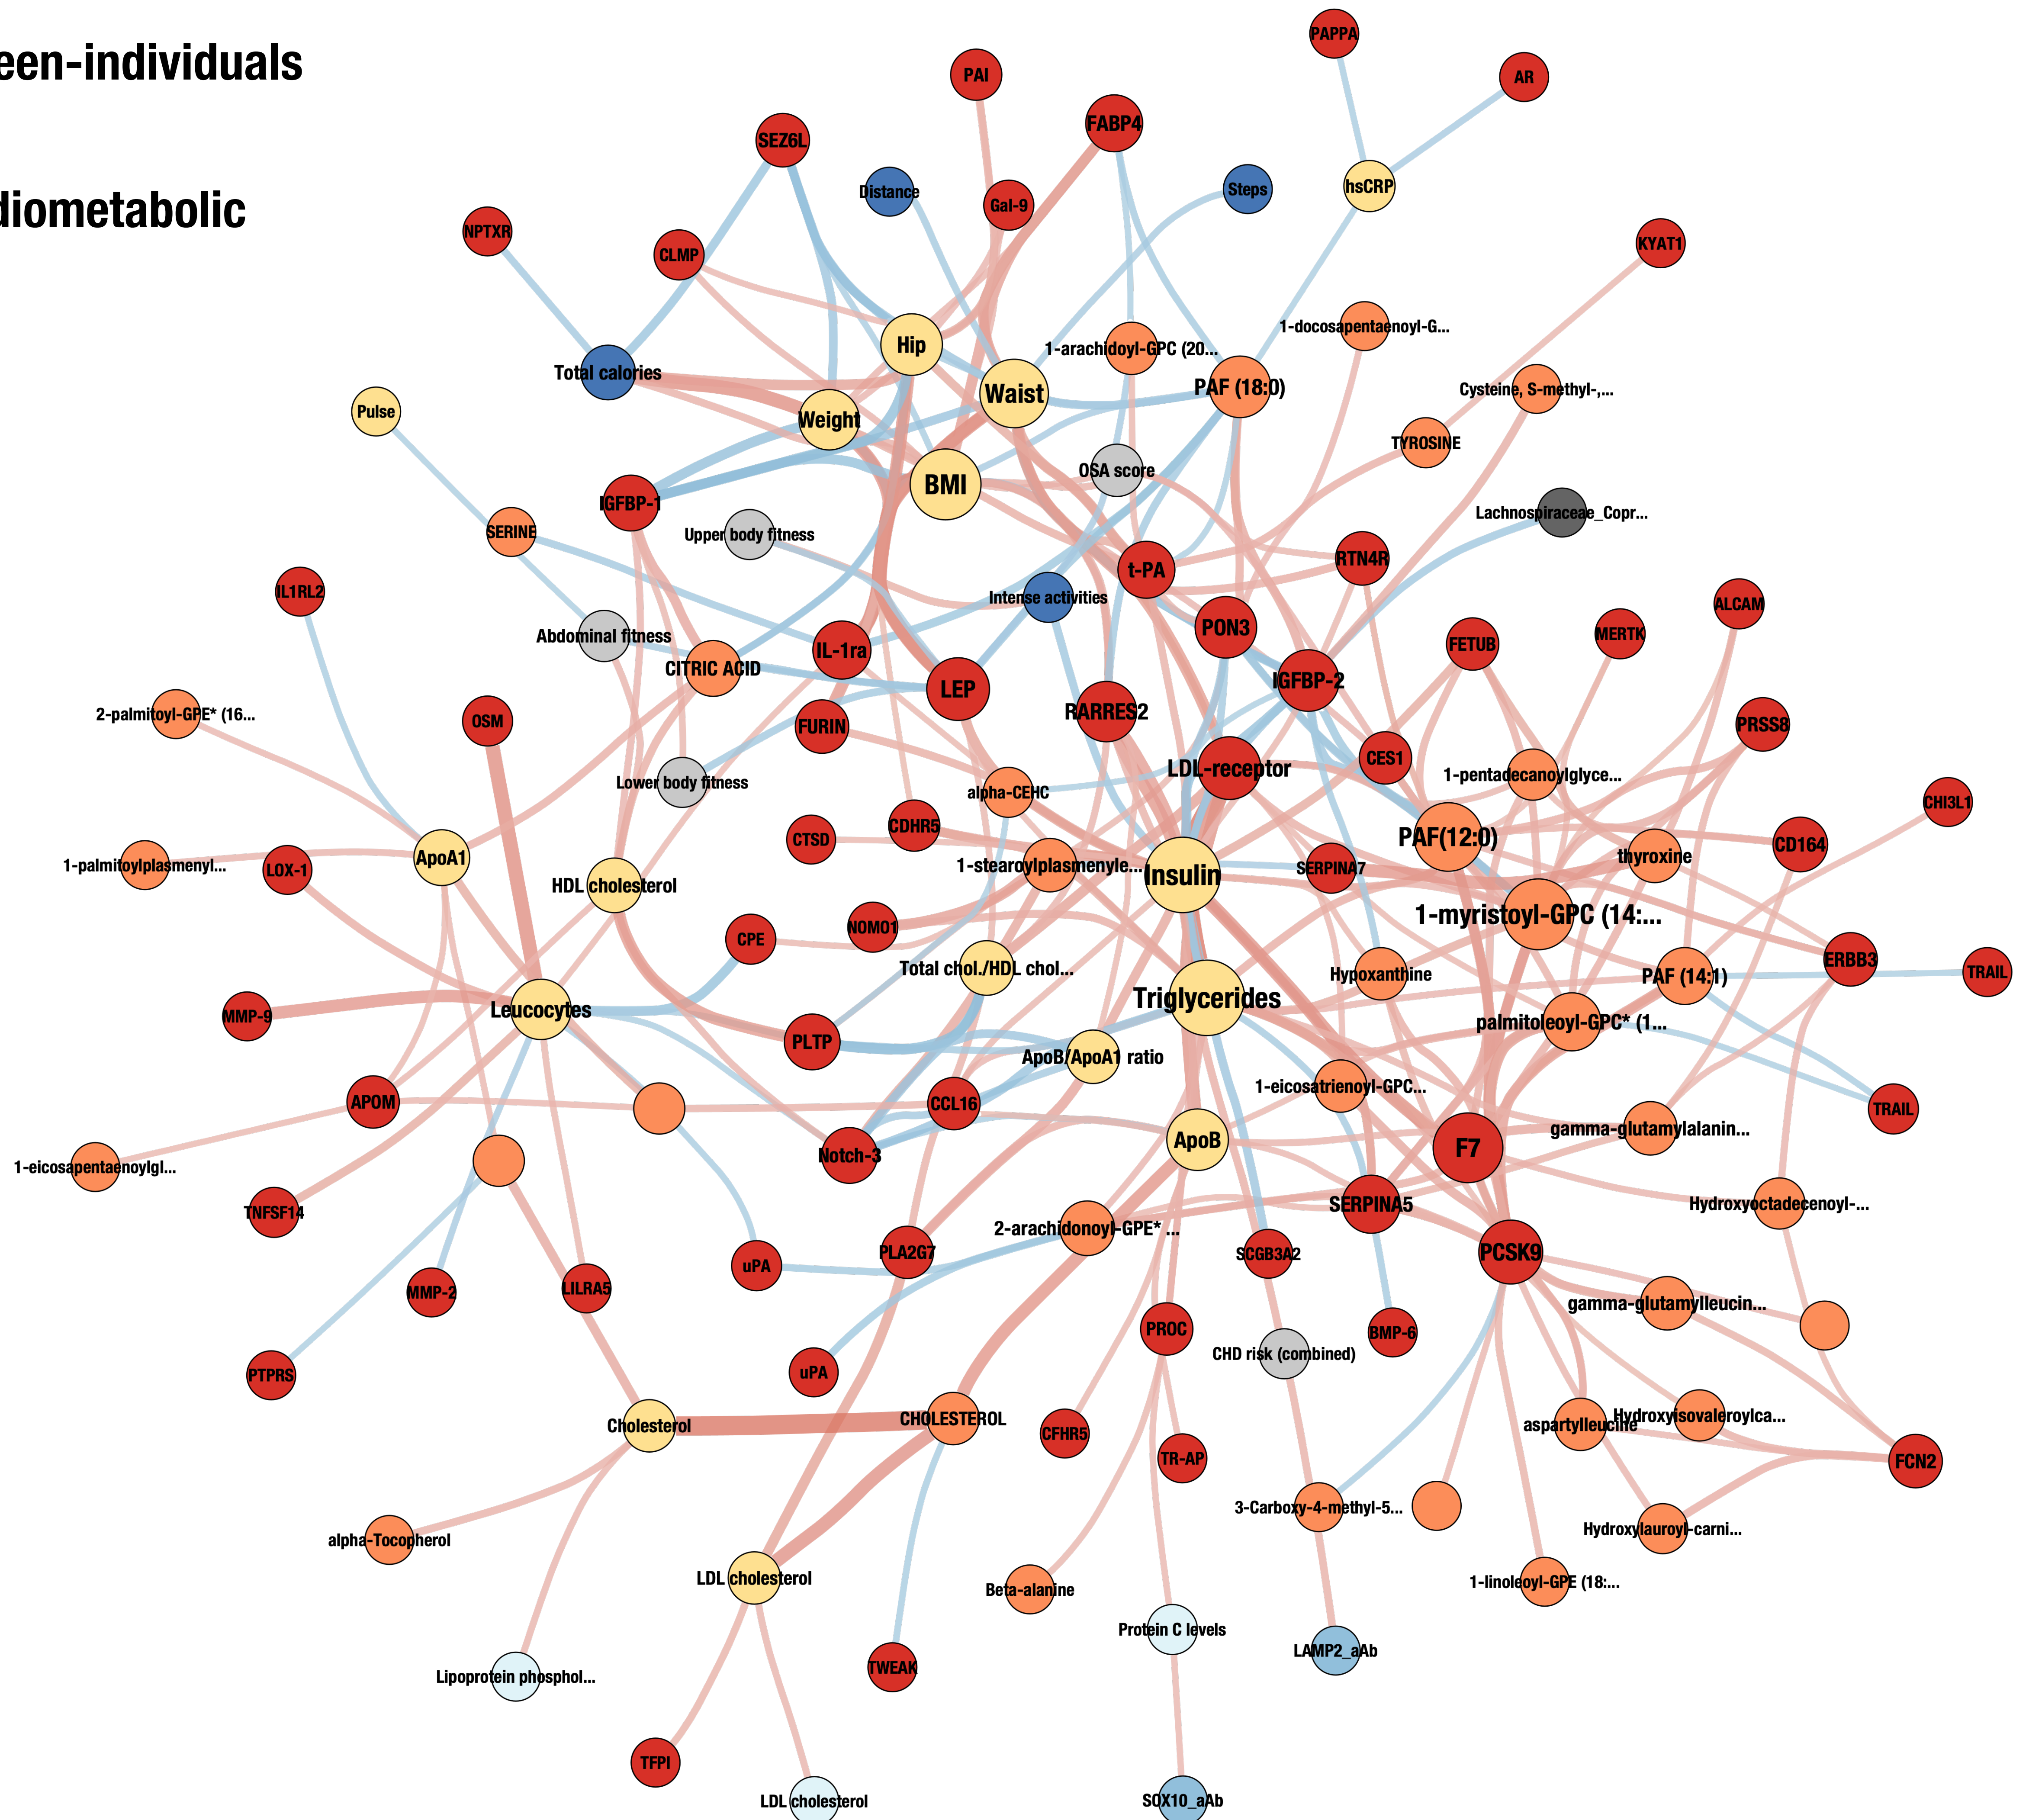 een-individuals
diometabolic
PAPPA
PAI
AR
FABP4
SEZ6L
Distance
Steps
hsCRP
Gal-9
NPTXR
CLMP
KYAT1
1-docosapentaenoyl-G...
Hip
1-arachidoyl-GPC (20...
Total calories
Waist
PAF (18:0)
Cysteine, S-methyl-,...
Pulse
Weight
TYROSINE
OSA score
BMI
IGFBP-1
Lachnospiraceae_Copr...
SERINE
Upper body fitness
RTN4R
t-PA
IL1RL2
Intense activities
ALCAM
PON3
Abdominal fitness
MERTK
FETUB
IL-1ra
CITRIC ACID
IGFBP-2
LEP
2-palmitoyl-GPE* (16...
RARRES2
OSM
FURIN
PRSS8
CES1
LDL-receptor
1-pentadecanoylglyce...
Lower body fitness
alpha-CEHC
CHI3L1
CDHR5
CTSD
PAF(12:0)
CD164
ApoA1
thyroxine
1-palmitoylplasmenyl...
LOX-1
1-stearoylplasmenyle...
SERPINA7
Insulin
HDL cholesterol
1-myristoyl-GPC (14:...
NOMO1
CPE
ERBB3
Total chol./HDL chol...
TRAIL
Hypoxanthine
PAF (14:1)
Triglycerides
Leucocytes
MMP-9
palmitoleoyl-GPC* (1...
PLTP
ApoB/ApoA1 ratio
1-eicosatrienoyl-GPC...
APOM
CCL16
TRAIL
gamma-glutamylalanin...
ApoB
F7
Notch-3
1-eicosapentaenoylgl...
SERPINA5
Hydroxyoctadecenoyl-...
TNFSF14
2-arachidonoyl-GPE* ...
PLA2G7
SCGB3A2
PCSK9
uPA
LILRA5
MMP-2
gamma-glutamylleucin...
PROC
BMP-6
CHD risk (combined)
uPA
PTPRS
Hydroxyisovaleroylca...
CHOLESTEROL
Cholesterol
aspartylleucine
CFHR5
TR-AP
FCN2
3-Carboxy-4-methyl-5...
Hydroxylauroyl-carni...
alpha-Tocopherol
LDL cholesterol
1-linoleoyl-GPE (18:...
Beta-alanine
Protein C levels
LAMP2_aAb
TWEAK
Lipoprotein phosphol...
TFPI
LDL cholesterol
SOX10_aAb